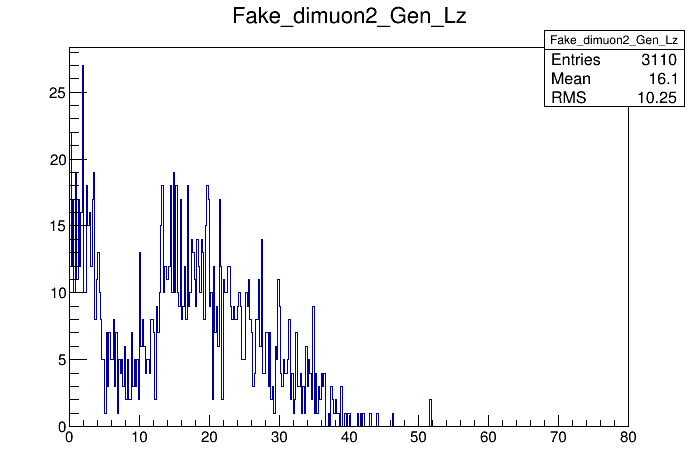 Fake_dimuon2_Gen_Lz
Fake_dimuon2_Gen_Lz
Entries 3110
Mean 16.1
RMS 10.25
25
20
15
10
5
0
0 10 20 30 40 50 60 70 80